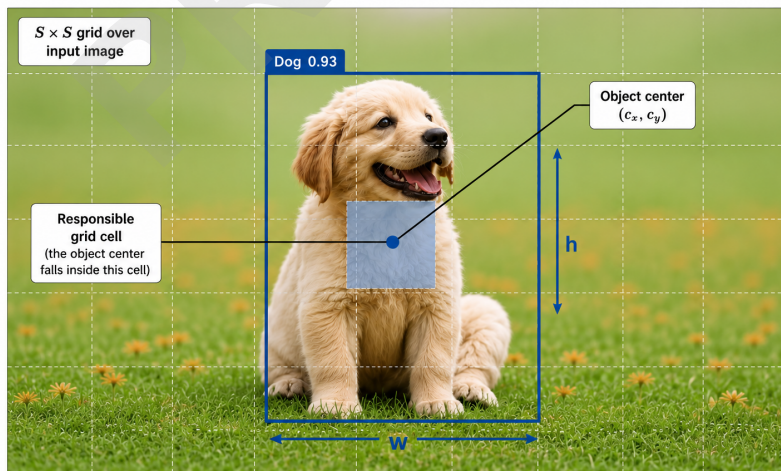 S × S grid over
input image
Dog 0.93
Object center
(cₓ, cᵧ)
Responsible
grid cell
(the object center
falls inside this cell)
h
w